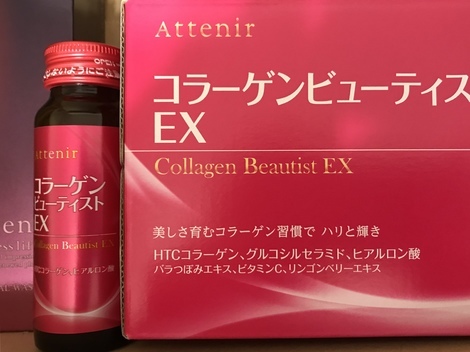 Attenir
コラーゲンビューティス
EX
Collagen Beautist EX
美しさ育むコラーゲン習慣で ハリと輝き
HTCコラーゲン、グルコシルセラミド、ヒアルロン酸
バラつぼみエキス、ビタミンC、リンゴンベリーエキス
OPEN
Attenir
コラーゲン
ビューティスト
EX
Collagen Beautist EX